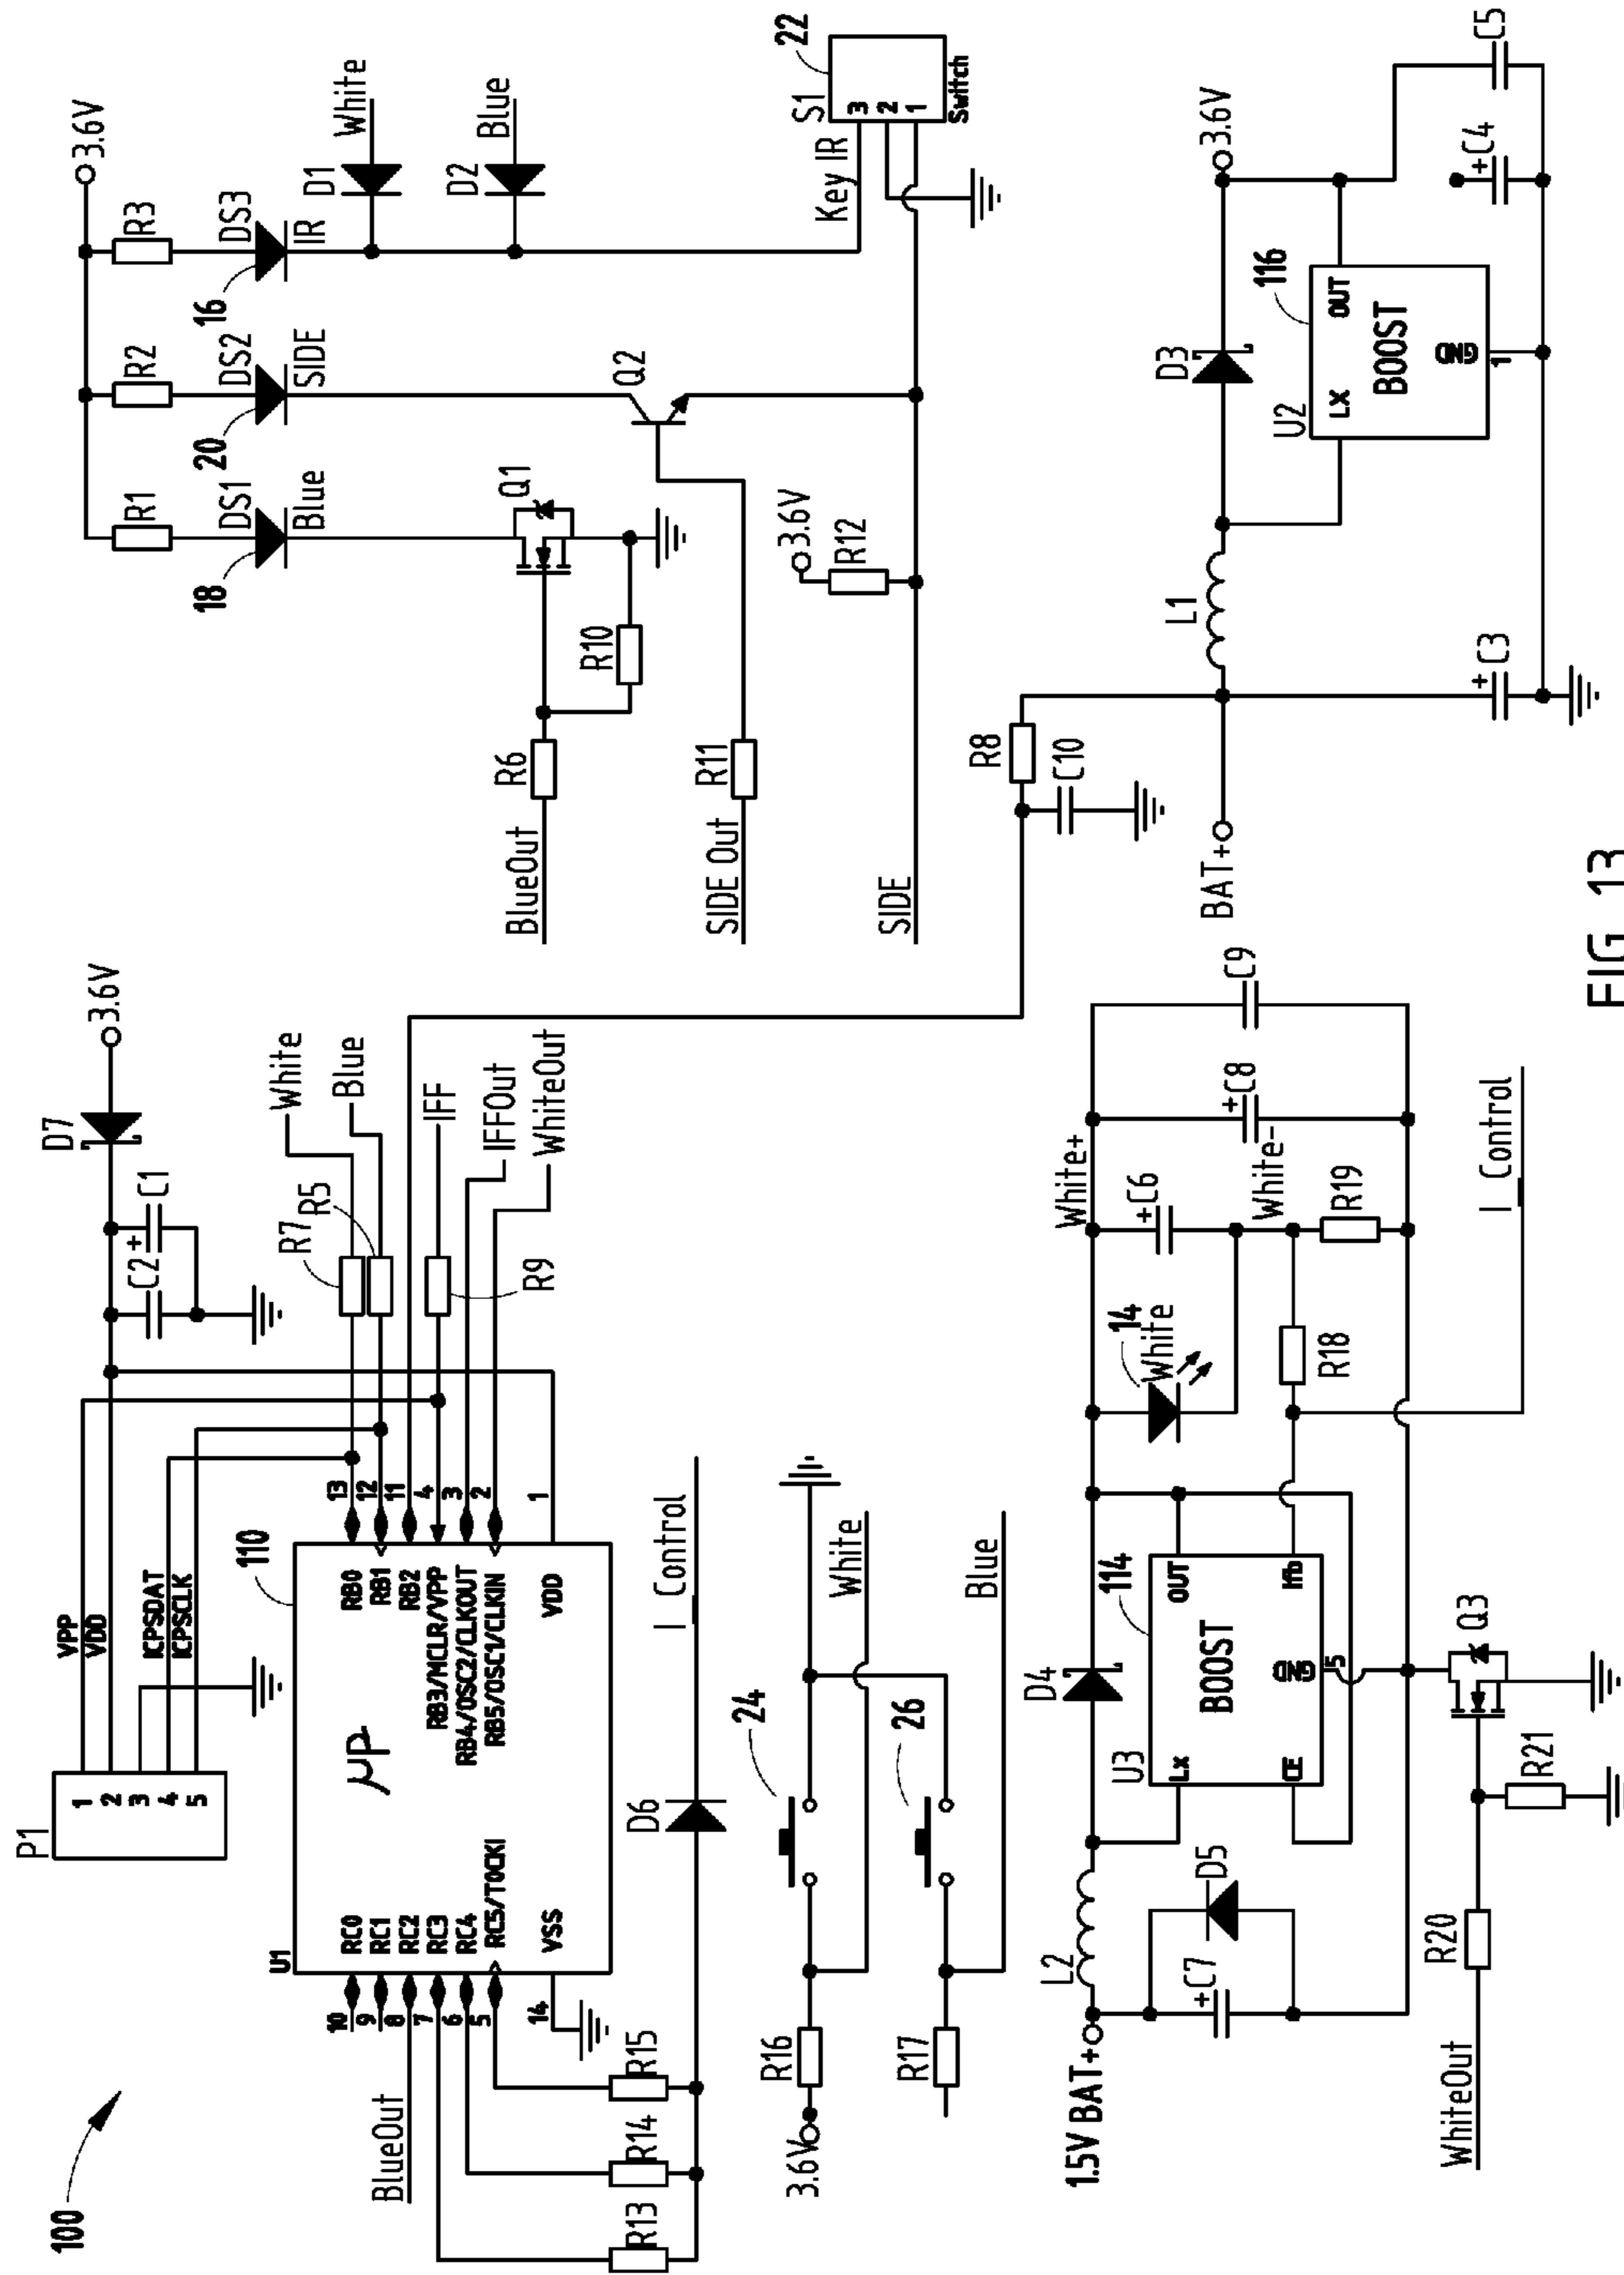 100
P1
1
2
3
4
5
VPP
VDD
ICPSDAT
ICPSCLK
D7
3.6V
C2
+
C1
R7
R5
White
Blue
IFF
IFFOut
WhiteOut
R9
U1
110
µP
RC0
RC1
RC2
RC3
RC4
RC5/T0CKI
VSS
RB0
RB1
RB2
RB3/MCLR/VPP
RB4/OSC2/CLKOUT
RB5/OSC1/CLKIN
VDD
10
9
8
7
6
5
14
13
12
11
4
3
2
1
BlueOut
R13
R14
R15
D6
I_Control
3.6V
R16
24
White
R17
26
Blue
1.5V BAT+
L2
D4
+
C7
D5
U3
114
LX
CE
BOOST
OUT
Ifb
GND
5
14
White
White+
+
C6
White-
R18
R19
+
C8
C9
I_Control
WhiteOut
R20
R21
Q3
3.6V
R1
R2
R3
18
DS1
Blue
20
DS2
SIDE
16
DS3
IR
D1
White
D2
Blue
BlueOut
R6
R10
Q1
Q2
SIDE Out
R11
3.6V
R12
SIDE
Key IR
S1
22
3
2
1
Switch
R8
C10
BAT+
L1
D3
3.6V
U2
116
LX
OUT
BOOST
GND
1
+
C3
+
C4
C5
FIG. 13